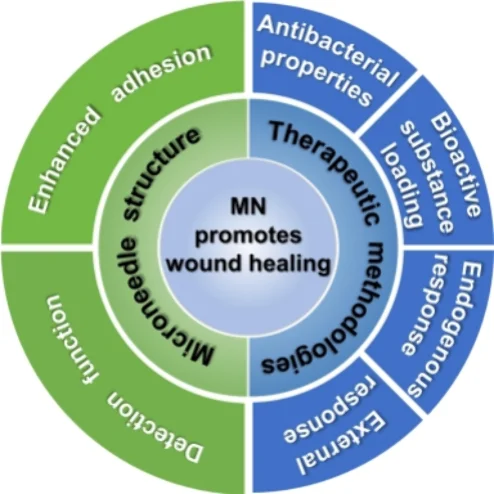 MN
promotes
wound healing
Microneedle structure
Therapeutic methodologies
Enhanced adhesion
Detection function
Antibacterial
properties
Bioactive
substance
loading
Endogenous
response
External
response